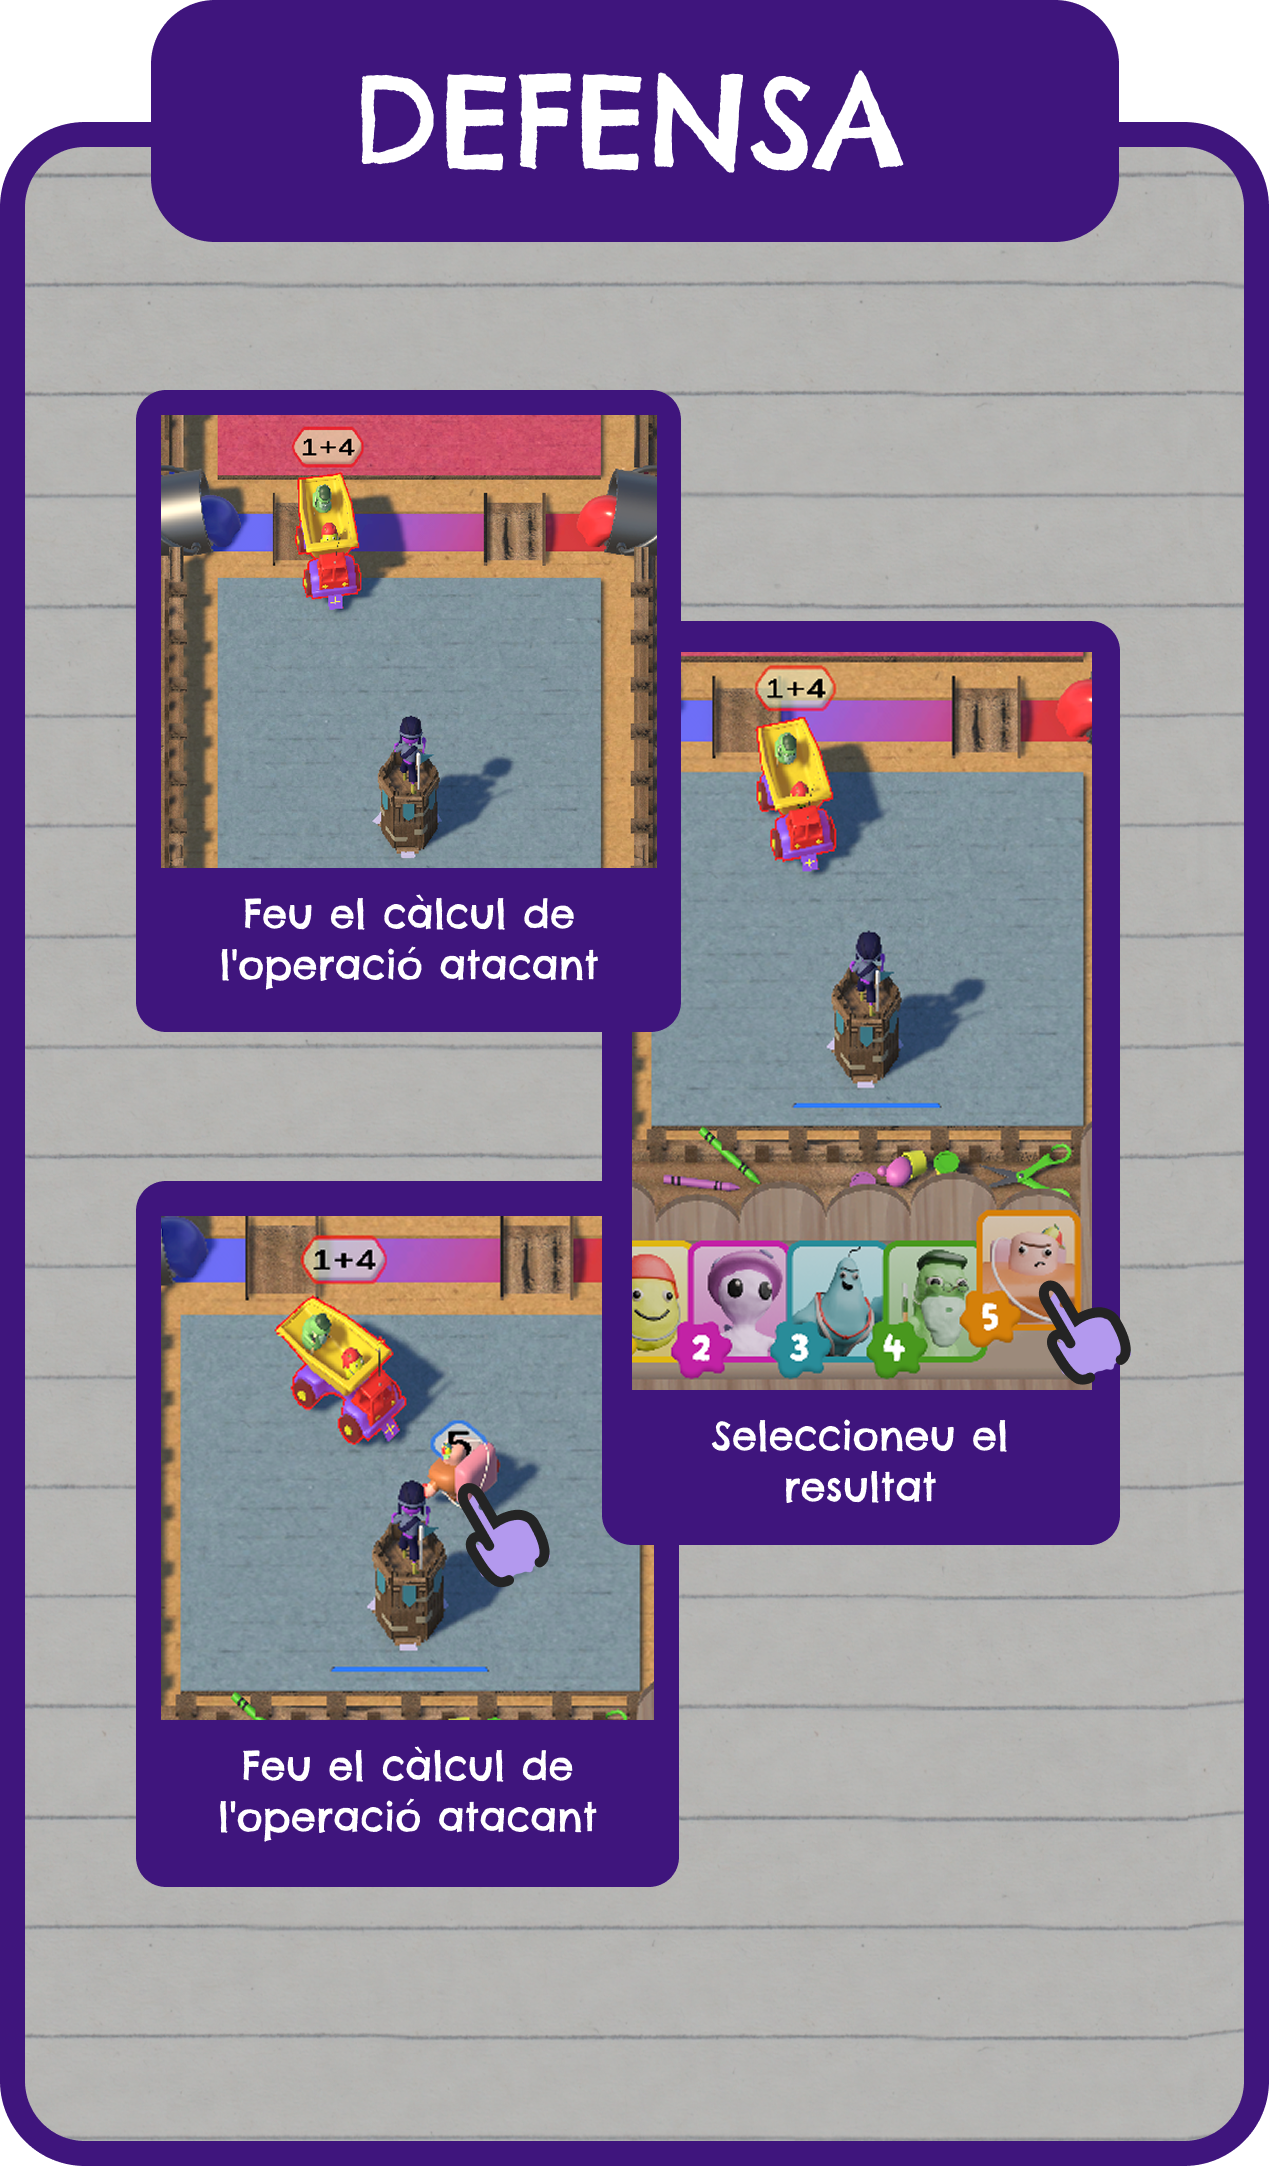 DEFENSA
1+4
Feu el càlcul de
l'operació atacant
1+4
2
3
4
5
Seleccioneu el
resultat
1+4
5
Feu el càlcul de
l'operació atacant